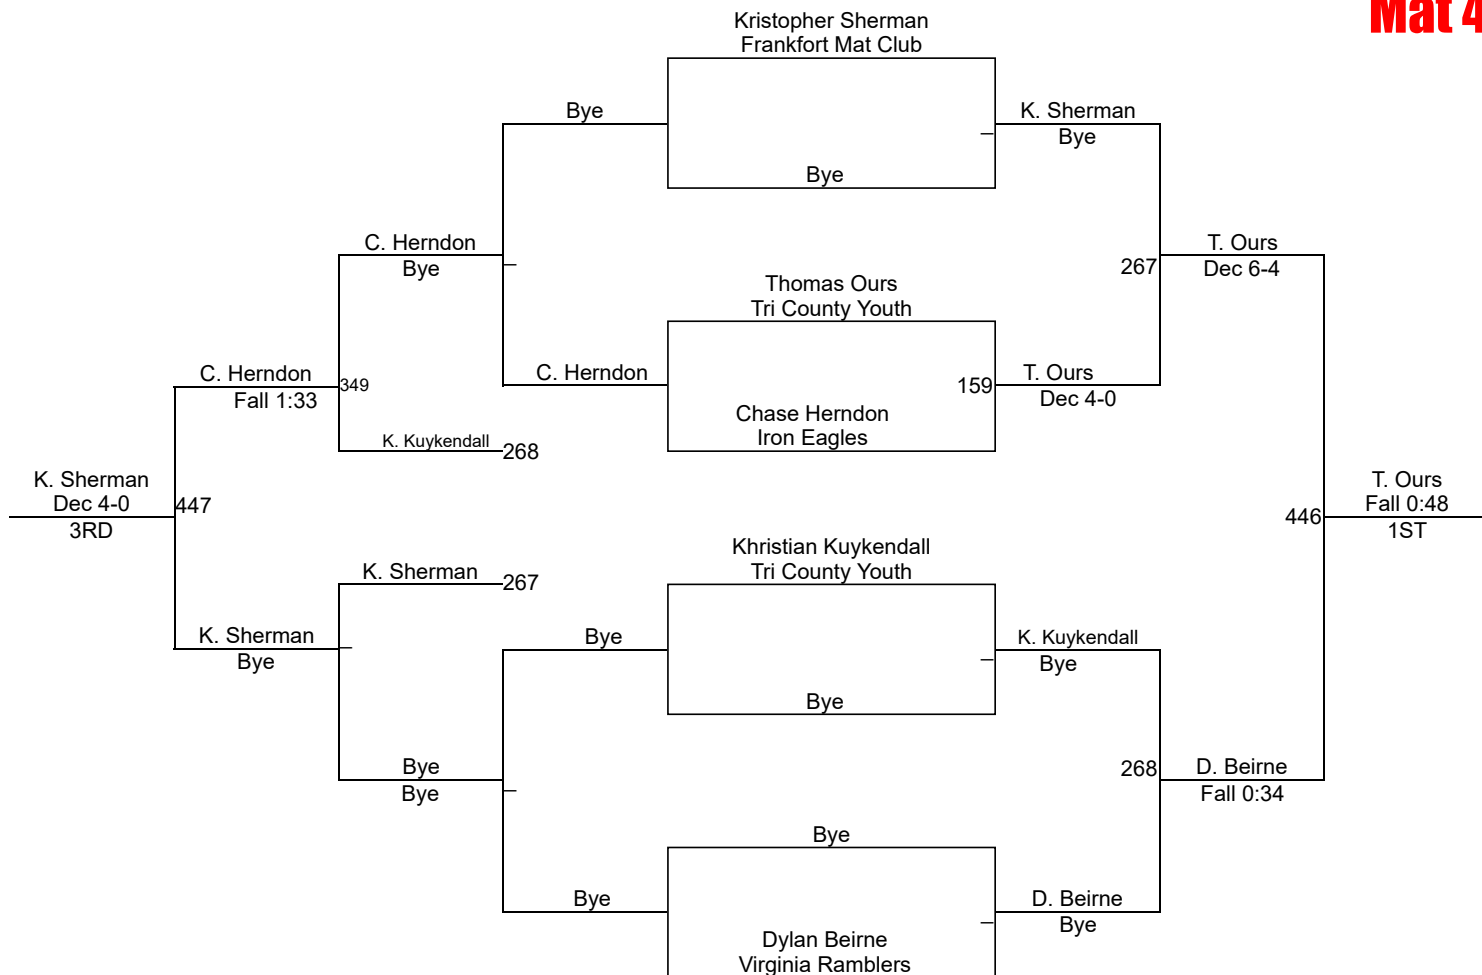 Mat 4
Kristopher Sherman
Frankfort Mat Club
Bye
K. Sherman
Bye
Bye
C. Herndon
Bye
T. Ours
267
Dec 6-4
Thomas Ours
Tri County Youth
C. Herndon
349
Fall 1:33
C. Herndon
159
T. Ours
Dec 4-0
Chase Herndon
Iron Eagles
K. Kuykendall
268
K. Sherman
Dec 4-0
447
3RD
T. Ours
Fall 0:48
446
1ST
Khristian Kuykendall
Tri County Youth
K. Sherman
267
K. Sherman
Bye
Bye
K. Kuykendall
Bye
Bye
Bye
Bye
268
D. Beirne
Fall 0:34
Bye
Bye
D. Beirne
Bye
Dylan Beirne
Virginia Ramblers